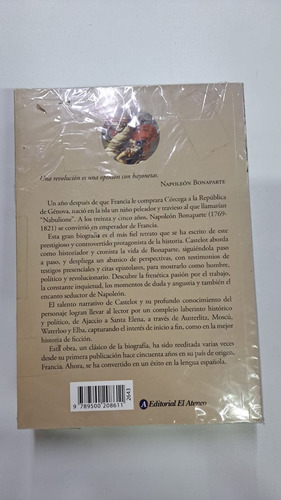 Una revolución es una opinión con bayonetas.
NAPOLEÓN BONAPARTE
Un año después de que Francia le comprara Córcega a la República
de Génova, nació en la isla un niño peleador y travieso al que llamarían
"Nabulione". A los treinta y cinco años, Napoleón Bonaparte (1769-
1821) se convirtió en emperador de Francia.
Esta gran biografía es el más fiel retrato que se ha escrito de este
prestigioso y controvertido protagonista de la historia. Castelot aborda
como historiador y cronista la vida de Bonaparte, siguiéndola paso
a paso, y despliega un abanico de perspectivas, con testimonios de
testigos presenciales y citas epistolares, para mostrarlo como hombre,
político y revolucionario. Descubre la frenética pasión por el trabajo,
la constante inquietud, los momentos de duda y angustia y también el
encanto seductor de Napoleón.
El talento narrativo de Castelot y su profundo conocimiento del
personaje logran llevar al lector por un complejo laberinto histórico
y político, de Ajaccio a Santa Elena, a través de Austerlitz, Moscú,
Waterloo y Elba, capturando el interés de inicio a fin, como en la mejor
historia de ficción.
Esta obra, un clásico de la biografía, ha sido reeditada varias veces
desde su primera publicación hace cincuenta años en su país de origen,
Francia. Ahora, se ha convertido en un éxito en la lengua española.
9 789500 208611
2643
A Editorial El Ateneo